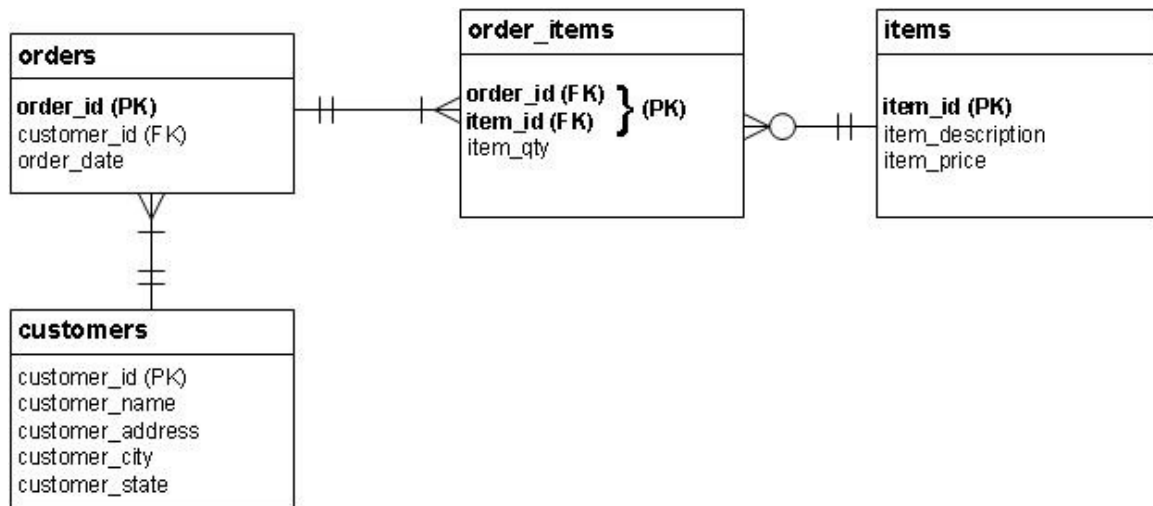 orders
order_id (PK)
customer_id (FK)
order_date
order_items
order_id (FK)
item_id (FK)
} (PK)
item_qty
items
item_id (PK)
item_description
item_price
customers
customer_id (PK)
customer_name
customer_address
customer_city
customer_state